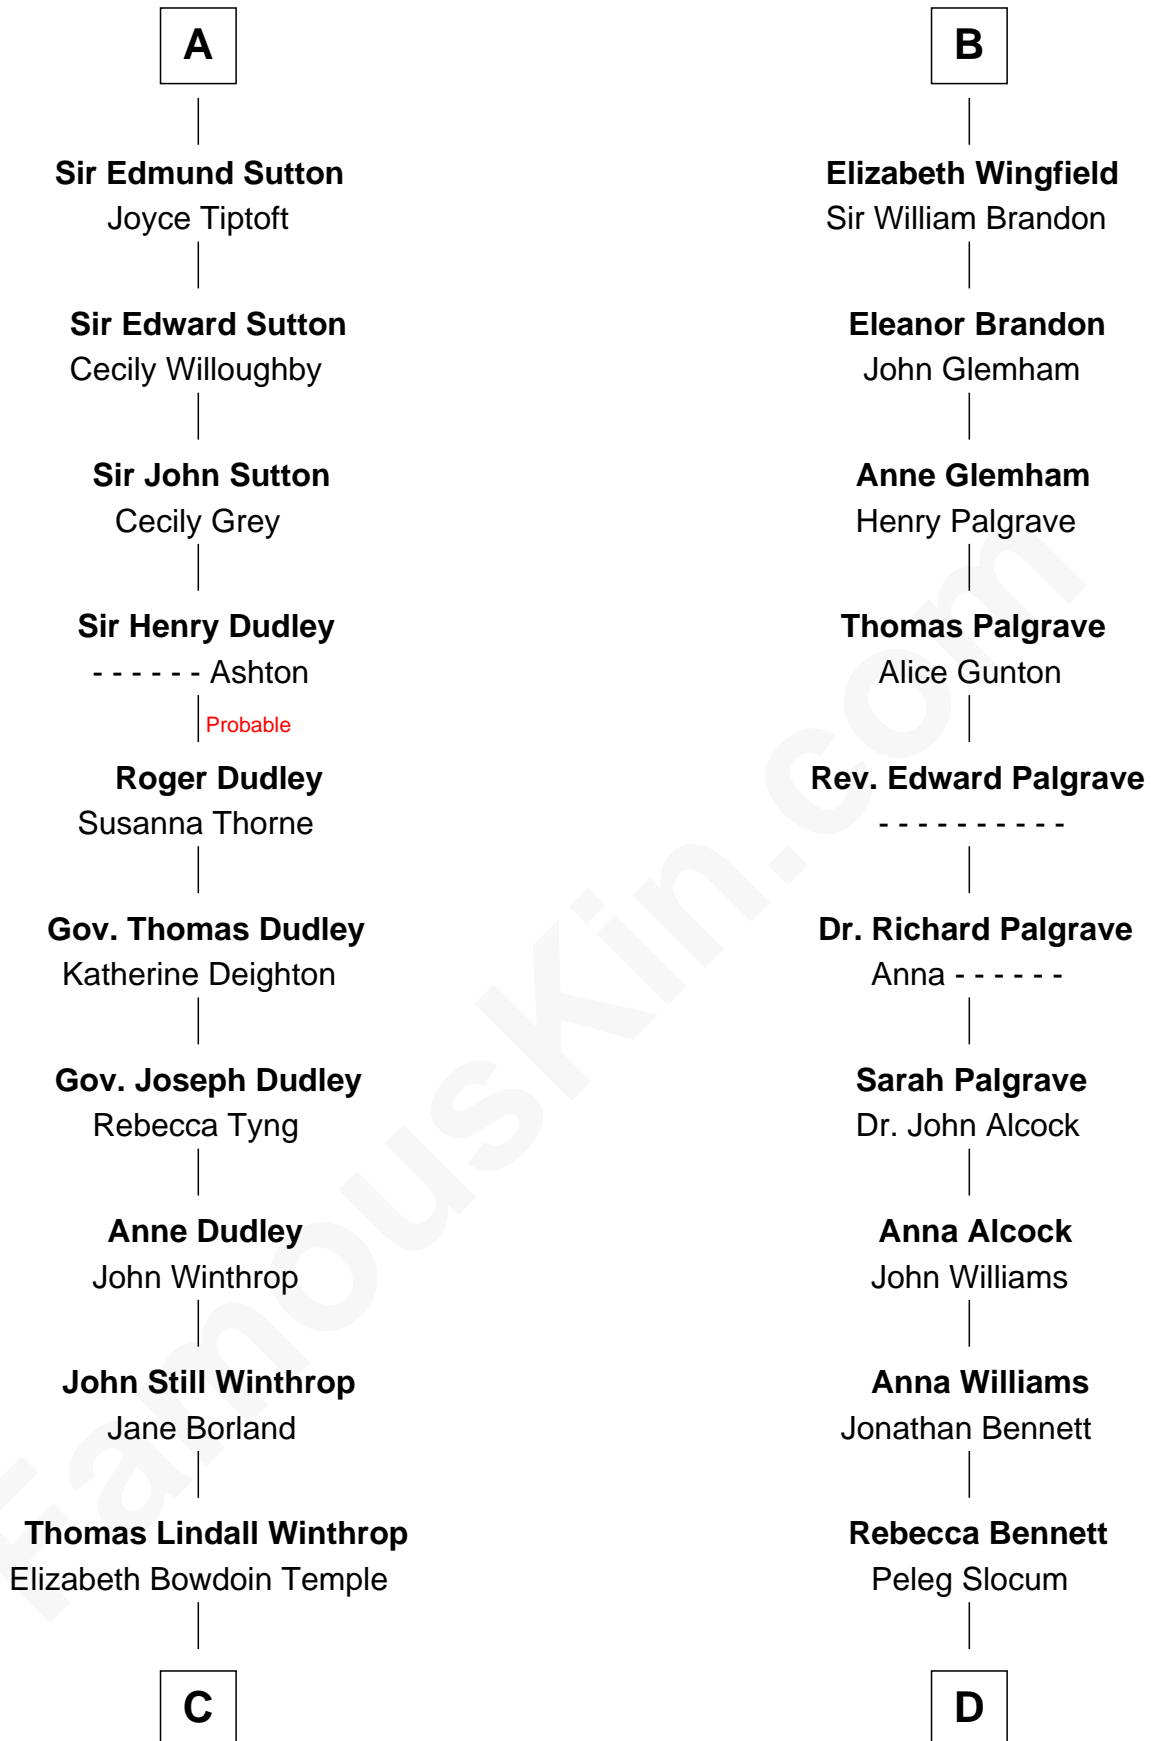 A
Sir Edmund Sutton
Joyce Tiptoft
Sir Edward Sutton
Cecily Willoughby
Sir John Sutton
Cecily Grey
Sir Henry Dudley
- - - - - - Ashton
Probable
Roger Dudley
Susanna Thorne
Gov. Thomas Dudley
Katherine Deighton
Gov. Joseph Dudley
Rebecca Tyng
Anne Dudley
John Winthrop
John Still Winthrop
Jane Borland
Thomas Lindall Winthrop
Elizabeth Bowdoin Temple
C
B
Elizabeth Wingfield
Sir William Brandon
Eleanor Brandon
John Glemham
Anne Glemham
Henry Palgrave
Thomas Palgrave
Alice Gunton
Rev. Edward Palgrave
- - - - - - - - - -
Dr. Richard Palgrave
Anna - - - - - -
Sarah Palgrave
Dr. John Alcock
Anna Alcock
John Williams
Anna Williams
Jonathan Bennett
Rebecca Bennett
Peleg Slocum
D
FamousKin.com